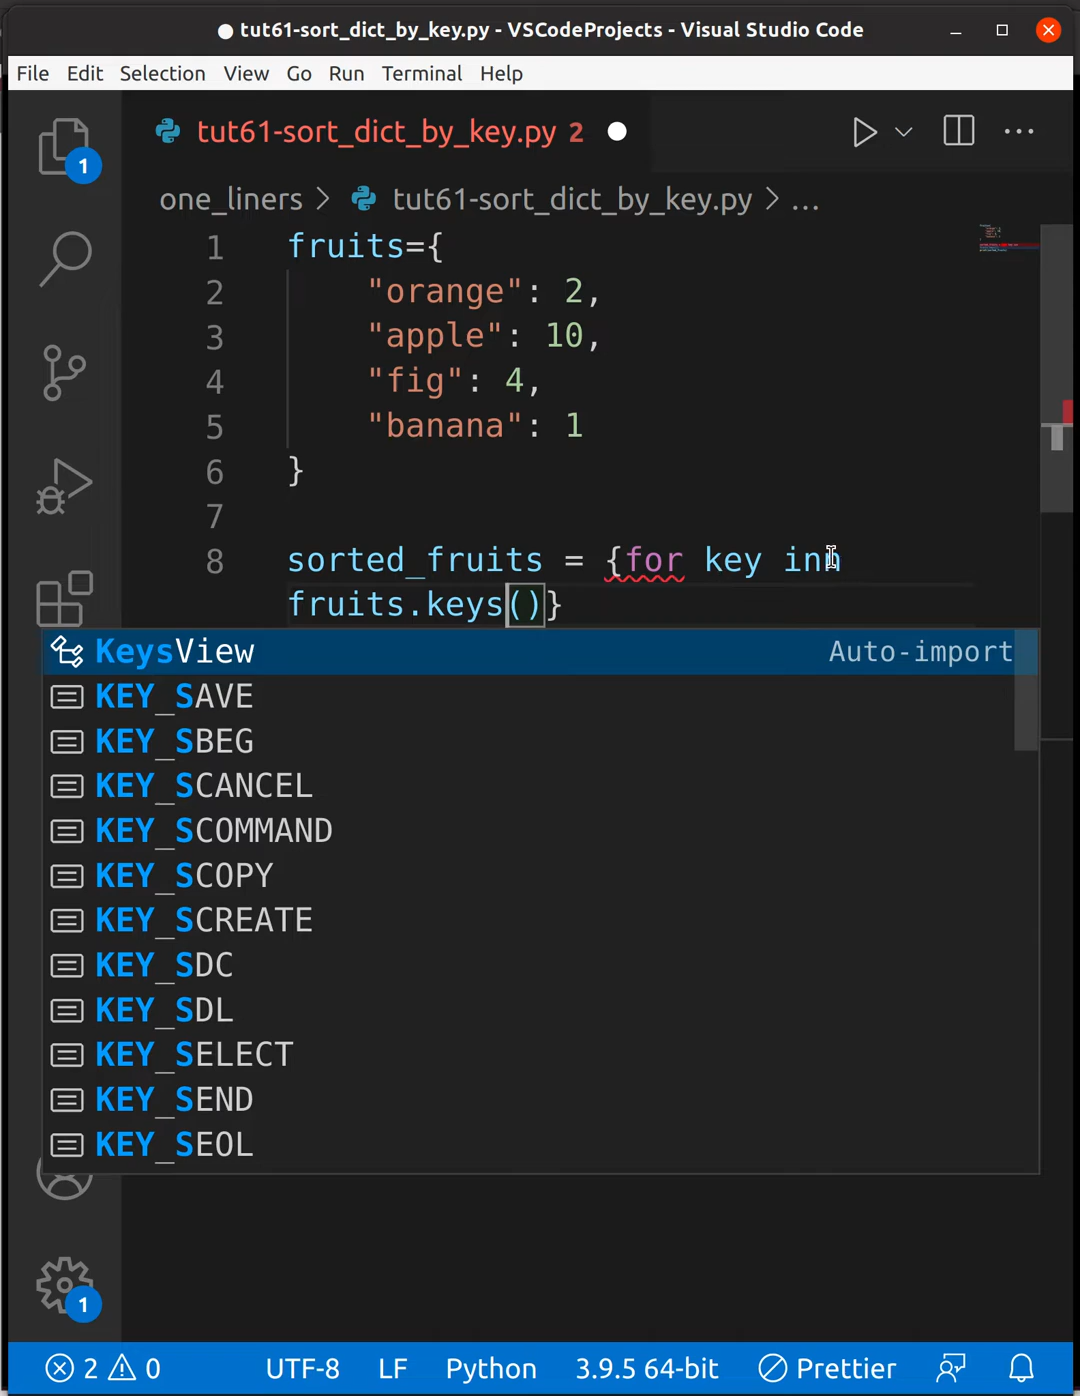 tut61-sort_dict_by_key.py - VSCodeProjects - Visual Studio Code
File Edit Selection View Go Run Terminal Help
1 tut61-sort_dict_by_key.py 2
one_liners > tut61-sort_dict_by_key.py > ...
1 fruits={
2 "orange": 2,
3 "apple": 10,
4 "fig": 4,
5 "banana": 1
6 }
7
8 sorted_fruits = {for key inn
fruits.keys()}
KeysView Auto-import
KEY_SAVE
KEY_SBEG
KEY_SCANCEL
KEY_SCOMMAND
KEY_SCOPY
KEY_SCREATE
KEY_SDC
KEY_SDL
KEY_SELECT
KEY_SEND
KEY_SEOL
1
2 0 UTF-8 LF Python 3.9.5 64-bit Prettier